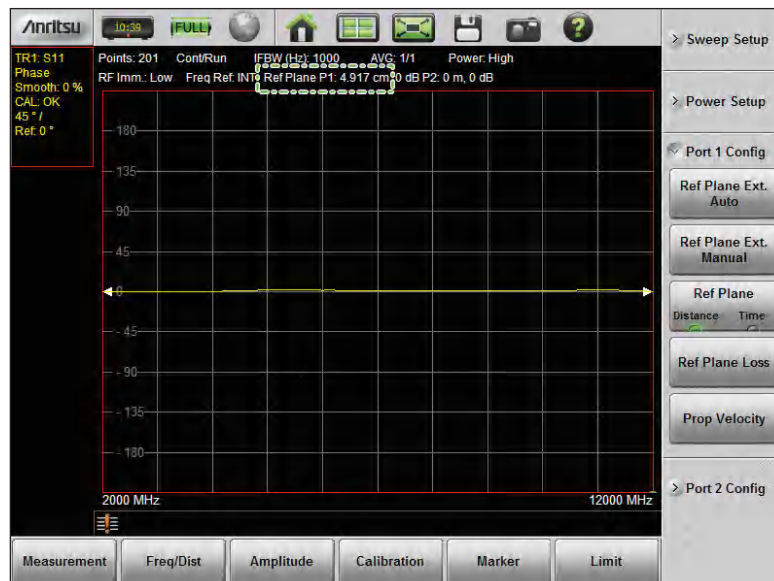 Anritsu
10:39
FULL
?
TR1: S11
Phase
Smooth: 0 %
CAL: OK
45 ° /
Ref: 0 °
Points: 201 Cont/Run IFBW (Hz): 1000 AVG: 1/1 Power: High
RF Imm.: Low Freq Ref: INT Ref Plane P1: 4.917 cm, 0 dB P2: 0 m, 0 dB
180
135
90
45
0
- 45
- 90
- 135
- 180
2000 MHz 12000 MHz
> Sweep Setup
> Power Setup
Port 1 Config
Ref Plane Ext.
Auto
Ref Plane Ext.
Manual
Ref Plane
Distance Time
Ref Plane Loss
Prop Velocity
> Port 2 Config
Measurement Freq/Dist Amplitude Calibration Marker Limit